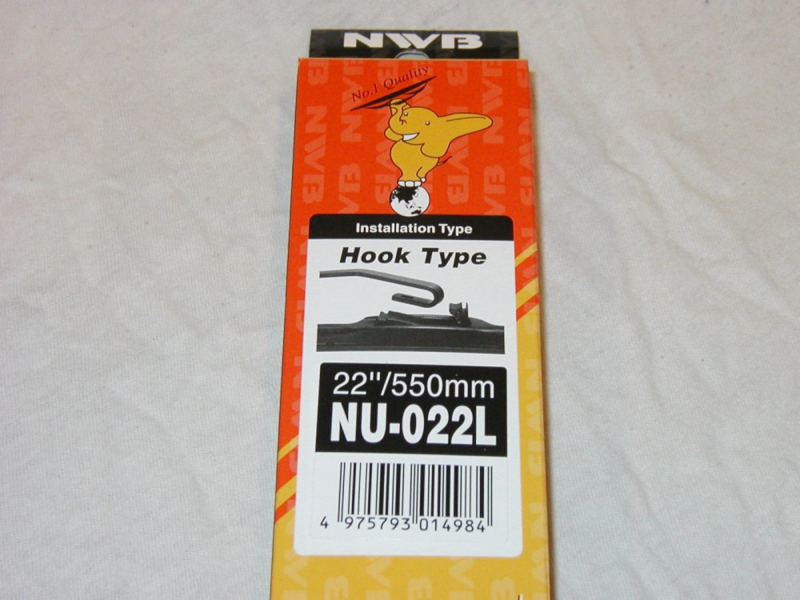 NWB
No.1 Quality
Installation Type
Hook Type
22"/550mm
NU-022L
4 975793 014984